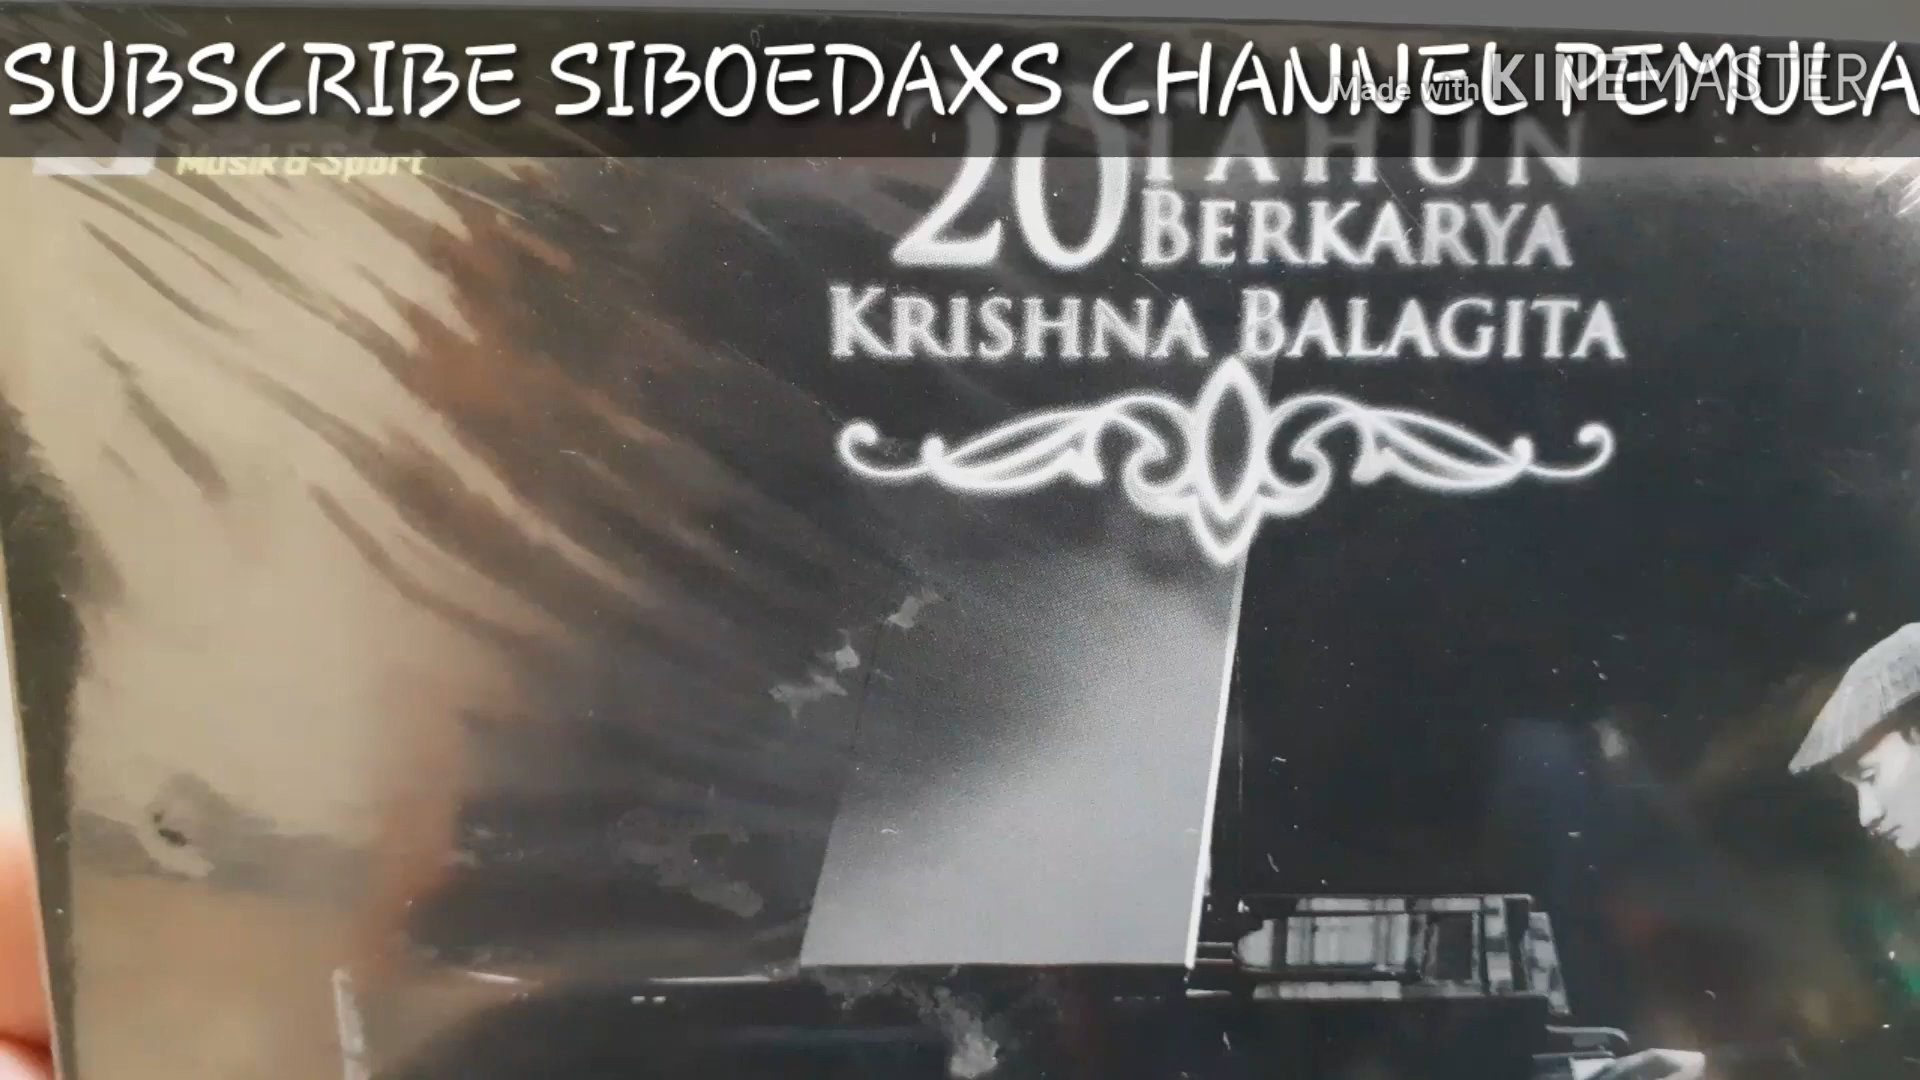 SUBSCRIBE SIBOEDAXS CHANNEL PEMULA
Made with KINEMASTER
Musik & Sport
20 TAHUN
BERKARYA
KRISHNA BALAGITA